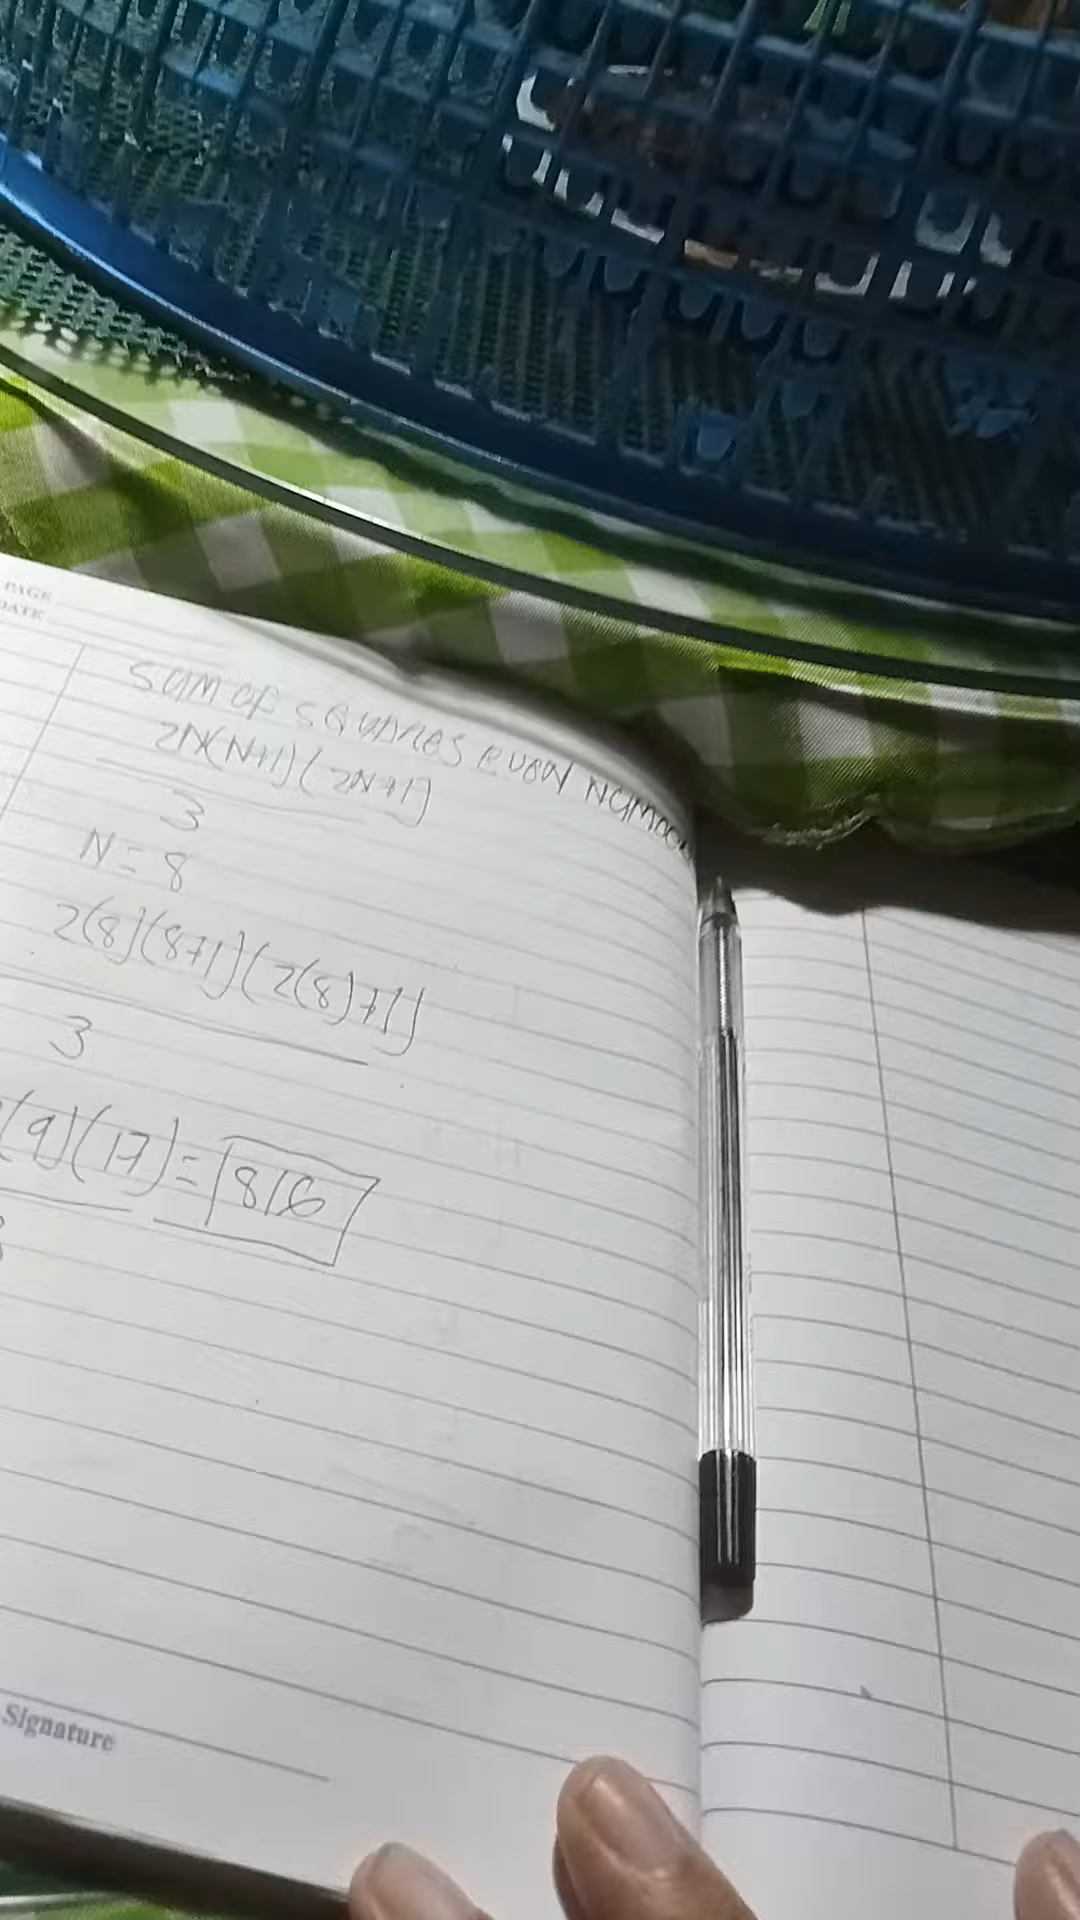 PAGE
DATE
SUM OF SQUARES EVEN
2N(N+1)(2N+1)
3
N=8
2(8)(8+1)(2(8)+1)
3
(9)(17)=816
3
Signature